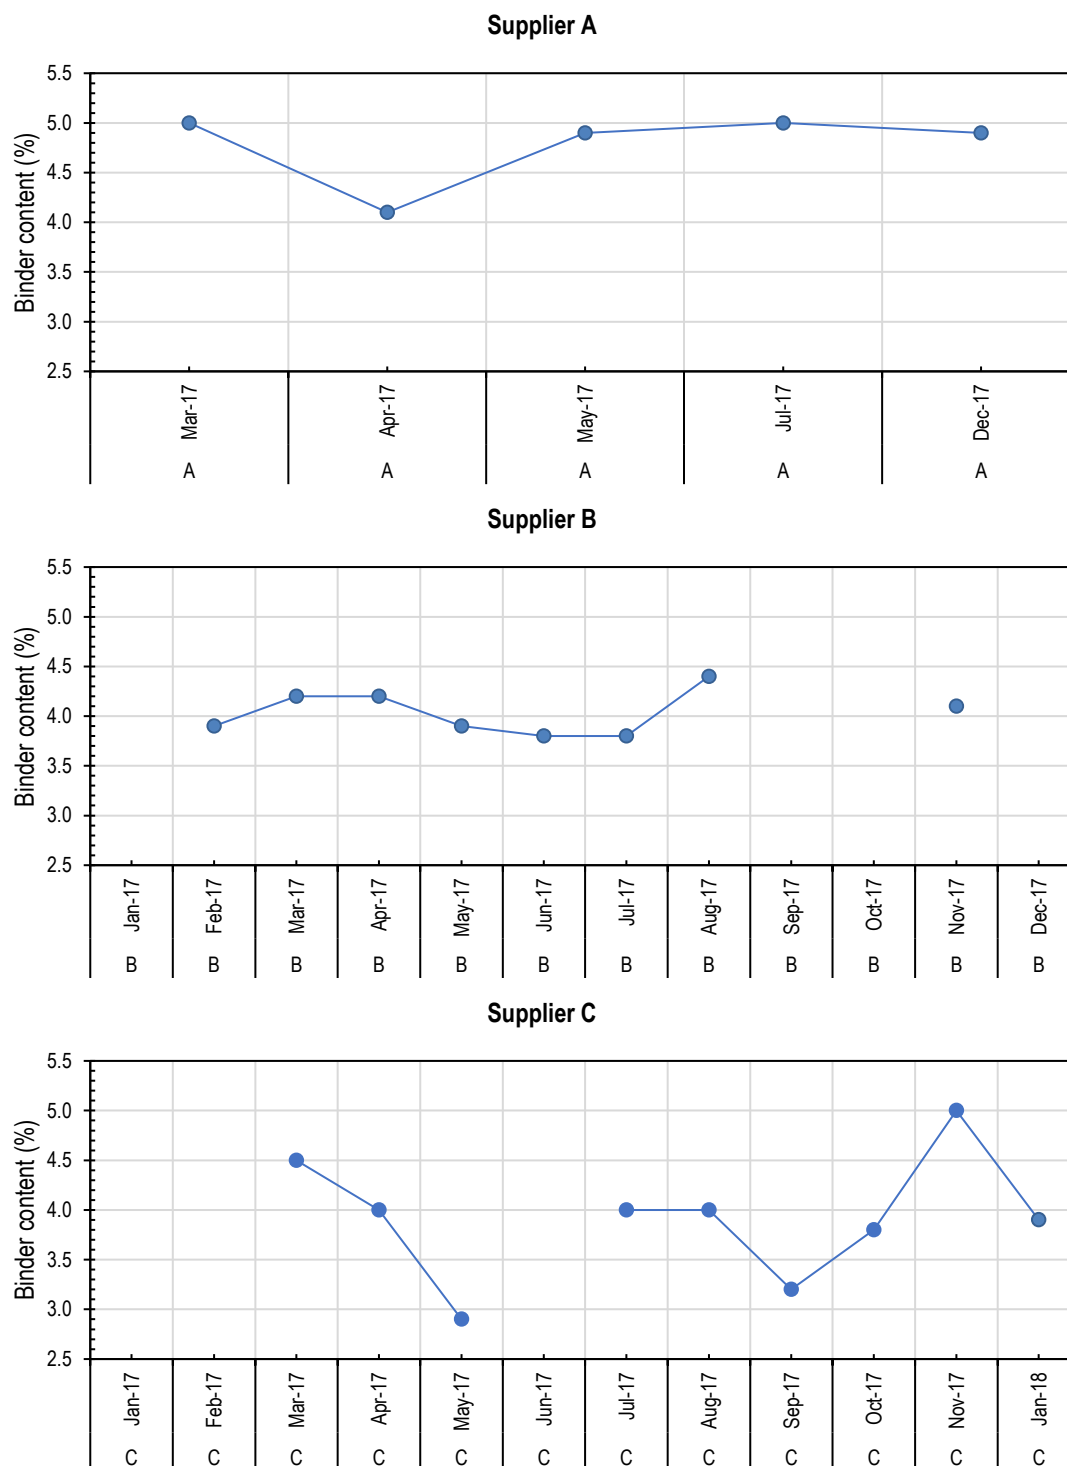 Supplier A
Binder content (%)
5.5
5.0
4.5
4.0
3.5
3.0
2.5
Mar-17 Apr-17 May-17 Jul-17 Dec-17
A A A A A
Supplier B
Binder content (%)
5.5
5.0
4.5
4.0
3.5
3.0
2.5
Jan-17 Feb-17 Mar-17 Apr-17 May-17 Jun-17 Jul-17 Aug-17 Sep-17 Oct-17 Nov-17 Dec-17
B B B B B B B B B B B B
Supplier C
Binder content (%)
5.5
5.0
4.5
4.0
3.5
3.0
2.5
Jan-17 Feb-17 Mar-17 Apr-17 May-17 Jun-17 Jul-17 Aug-17 Sep-17 Oct-17 Nov-17 Jan-18
C C C C C C C C C C C C